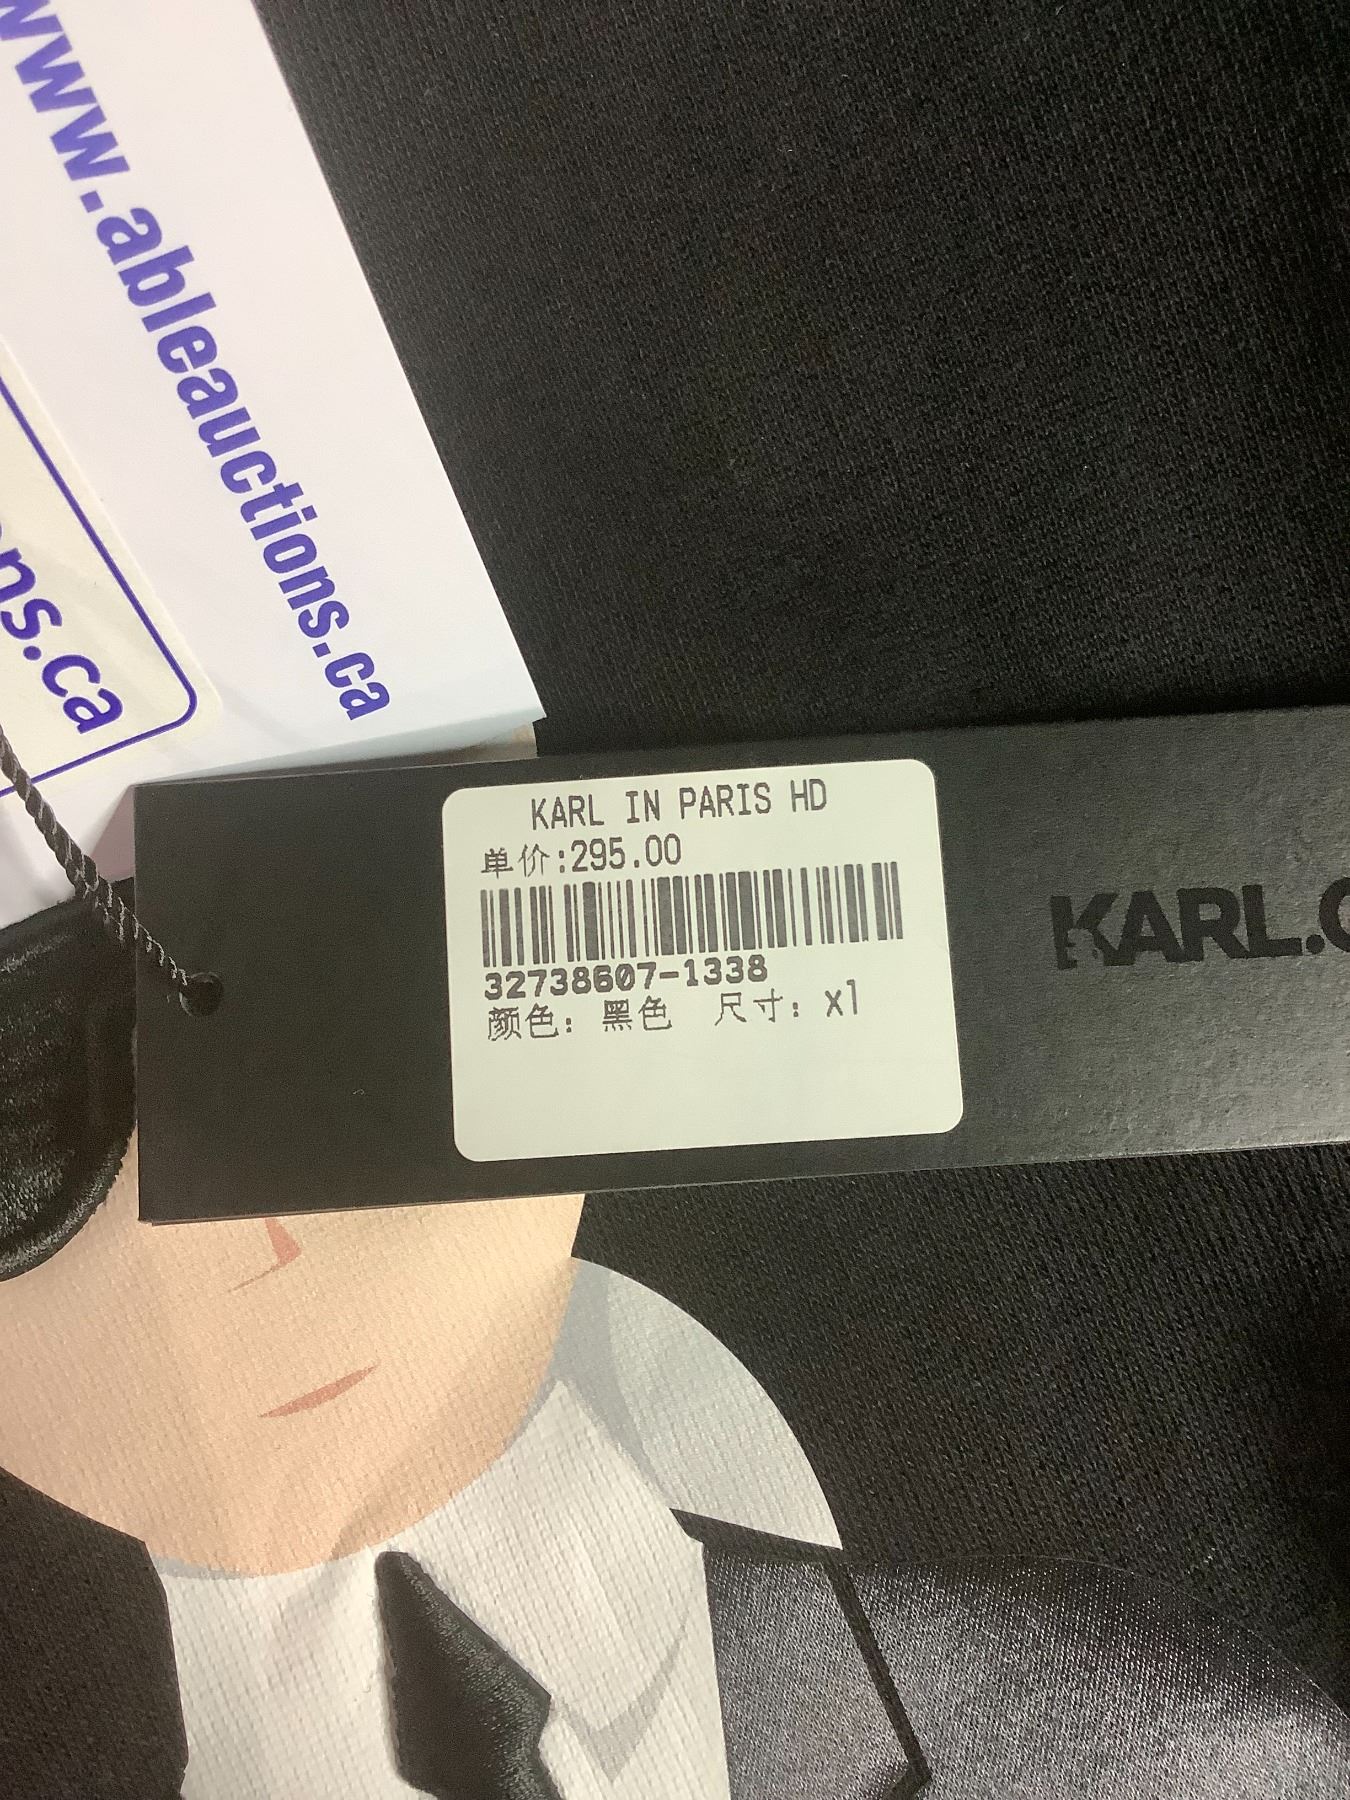 www.ableauctions.ca
ns.ca
KARL IN PARIS HD
单价:295.00
32738607-1338
颜色: 黑色 尺寸: x1
KARL.